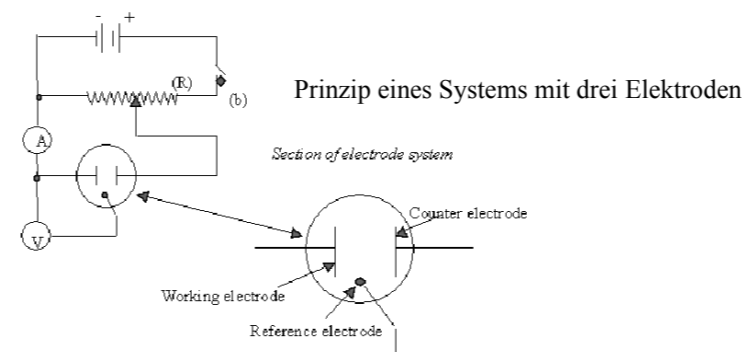 - +
(R)
(b)
Prinzip eines Systems mit drei Elektroden
A
Section of electrode system
Counter electrode
V
Working electrode
Reference electrode